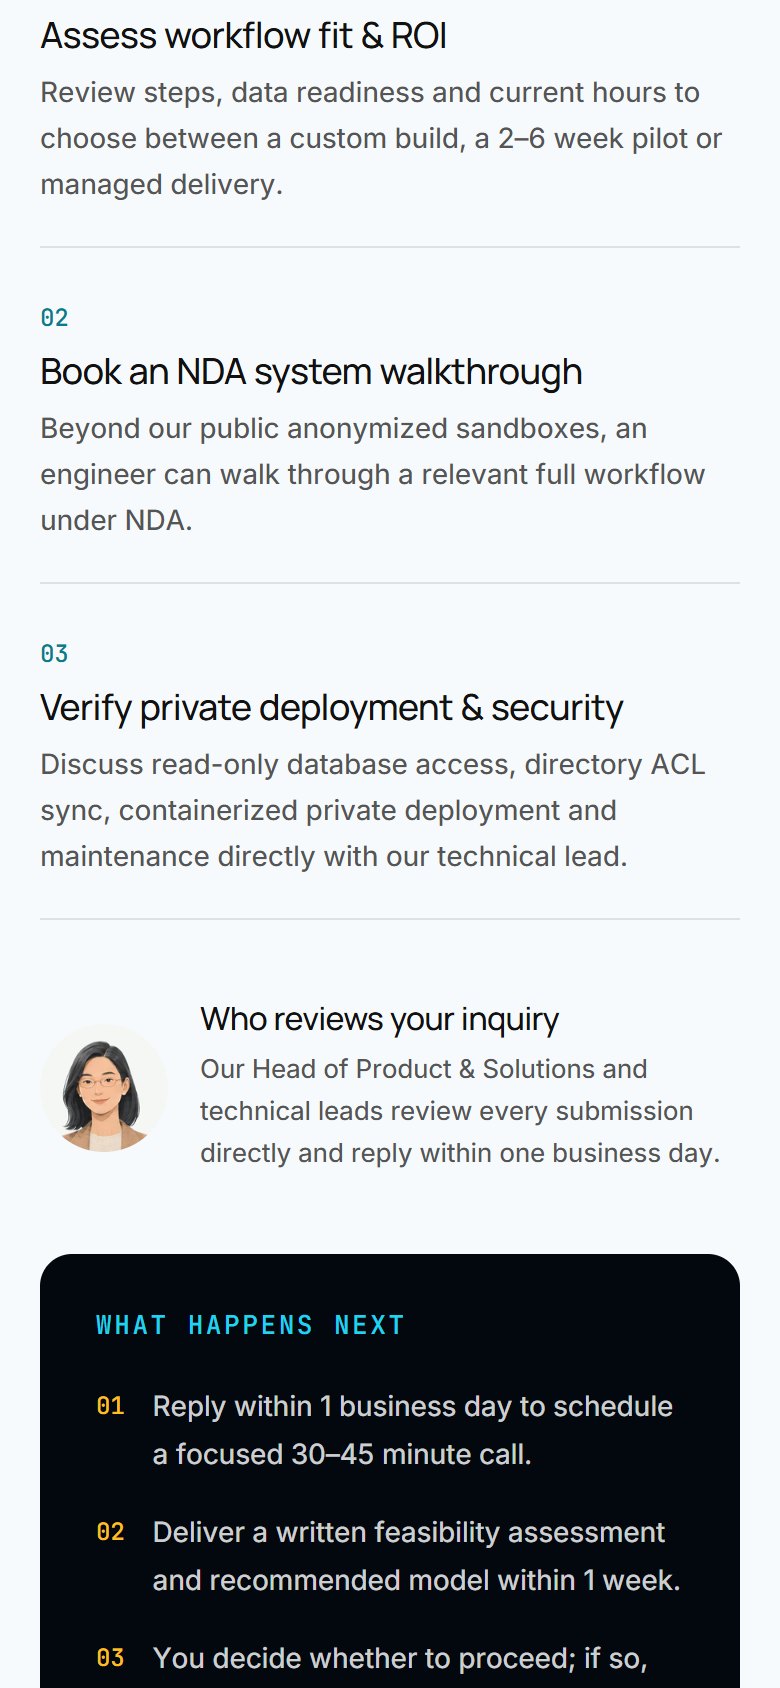 Assess workflow fit & ROI
Review steps, data readiness and current hours to
choose between a custom build, a 2–6 week pilot or
managed delivery.
02
Book an NDA system walkthrough
Beyond our public anonymized sandboxes, an
engineer can walk through a relevant full workflow
under NDA.
03
Verify private deployment & security
Discuss read-only database access, directory ACL
sync, containerized private deployment and
maintenance directly with our technical lead.
Who reviews your inquiry
Our Head of Product & Solutions and
technical leads review every submission
directly and reply within one business day.
WHAT HAPPENS NEXT
01 Reply within 1 business day to schedule
a focused 30–45 minute call.
02 Deliver a written feasibility assessment
and recommended model within 1 week.
03 You decide whether to proceed; if so,